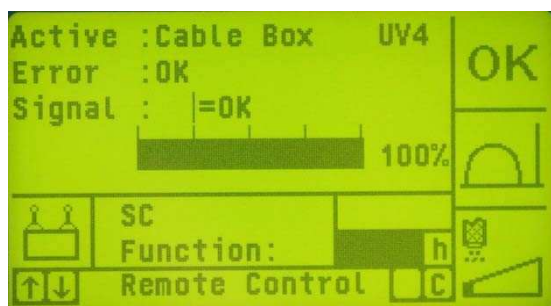 Active :Cable Box UV4
Error :OK
Signal : |=OK
100%
OK
SC
Function: h
Remote Control C